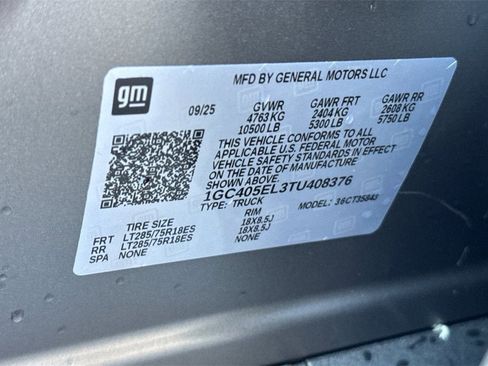 gm
MFD BY GENERAL MOTORS LLC
09/25 GVWR GAWR FRT GAWR RR
4763 KG 2404 KG 2608 KG
10500 LB 5300 LB 5750 LB
THIS VEHICLE CONFORMS TO ALL
APPLICABLE U.S. FEDERAL MOTOR
VEHICLE SAFETY STANDARDS IN EFFECT
ON THE DATE OF MANUFACTURE
SHOWN ABOVE.
1GC405EL3TU408376
TYPE: TRUCK MODEL: 36CT35843
TIRE SIZE RIM
FRT LT285/75R18ES 18X8.5J
RR LT285/75R18ES 18X8.5J
SPA NONE NONE